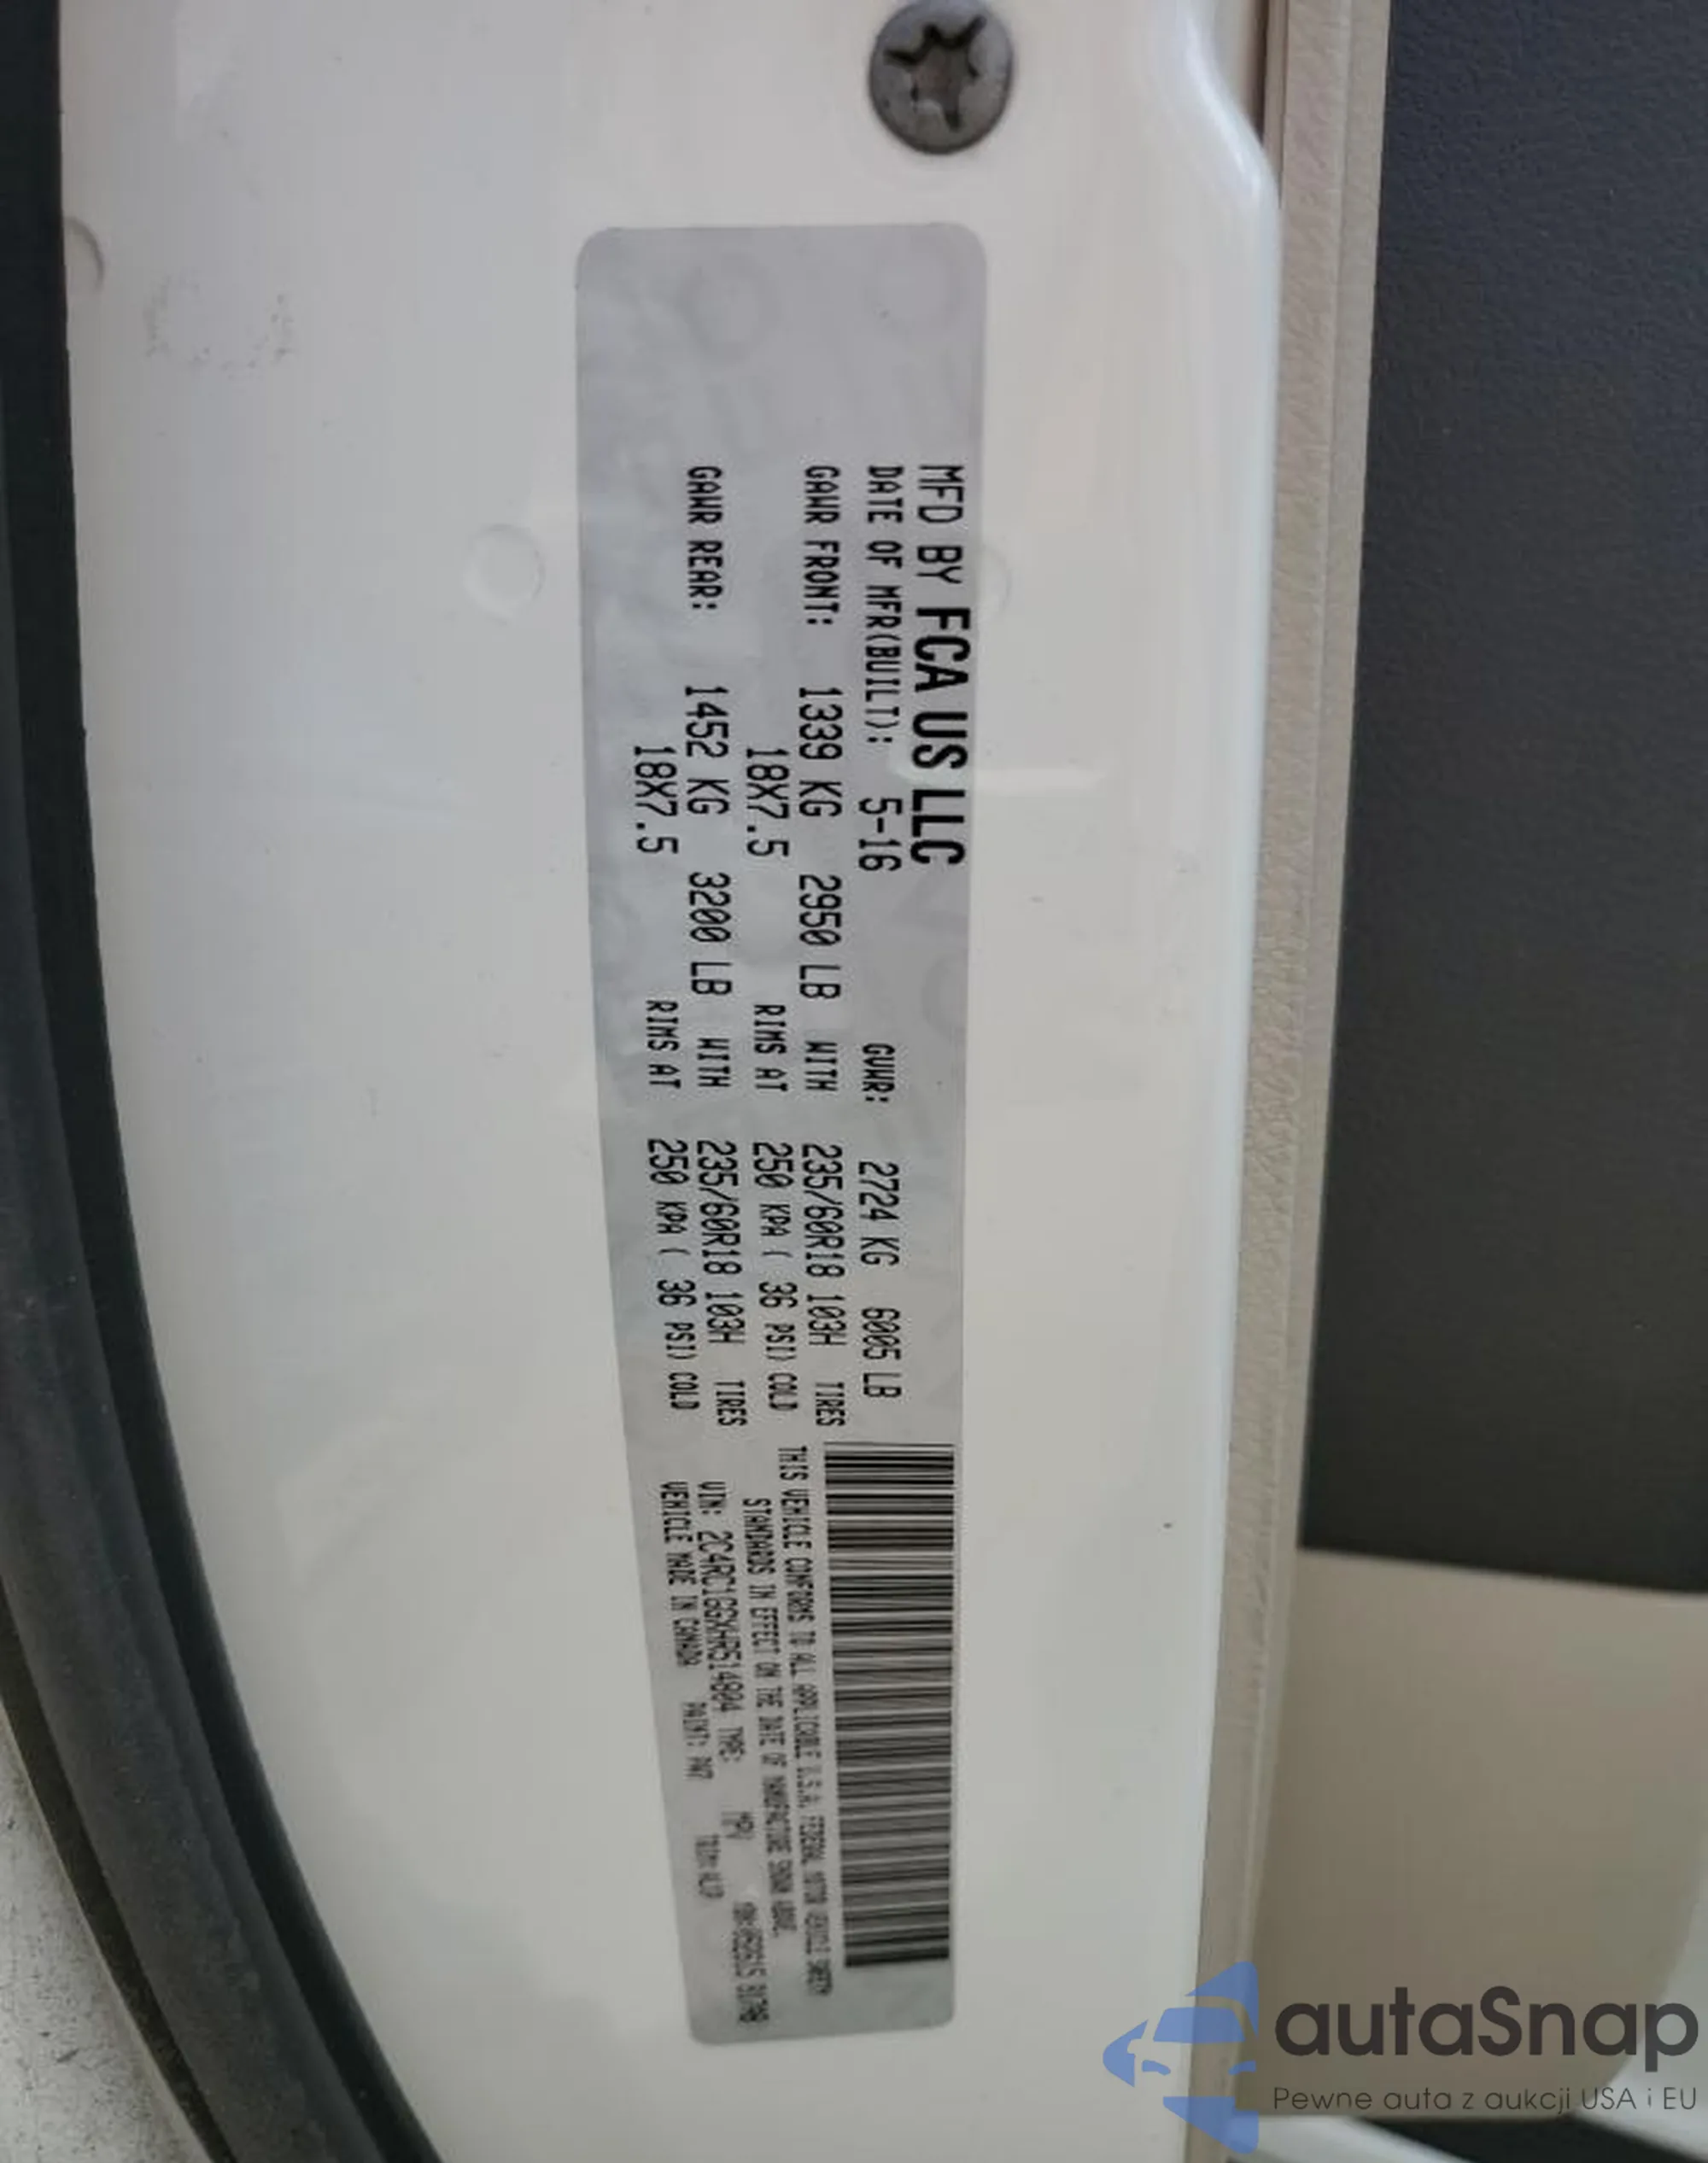 MFD BY FCA US LLC
DATE OF MFR(BUILT): 5-16 GVWR: 2724 KG 6005 LB
GAWR FRONT: 1339 KG 2950 LB WITH 235/60R18 103H TIRES
18X7.5 RIMS AT 250 KPA ( 36 PSI) COLD
GAWR REAR: 1452 KG 3200 LB WITH 235/60R18 103H TIRES
18X7.5 RIMS AT 250 KPA ( 36 PSI) COLD
THIS VEHICLE CONFORMS TO ALL APPLICABLE U.S.A. FEDERAL MOTOR VEHICLE SAFETY
STANDARDS IN EFFECT ON THE DATE OF MANUFACTURE SHOWN ABOVE.
VIN: 2C4RC1GGXHR514804 TYPE: MPV
VEHICLE MADE IN CANADA PAINT: PW7
autaSnap
Pewne auta z aukcji USA i EU